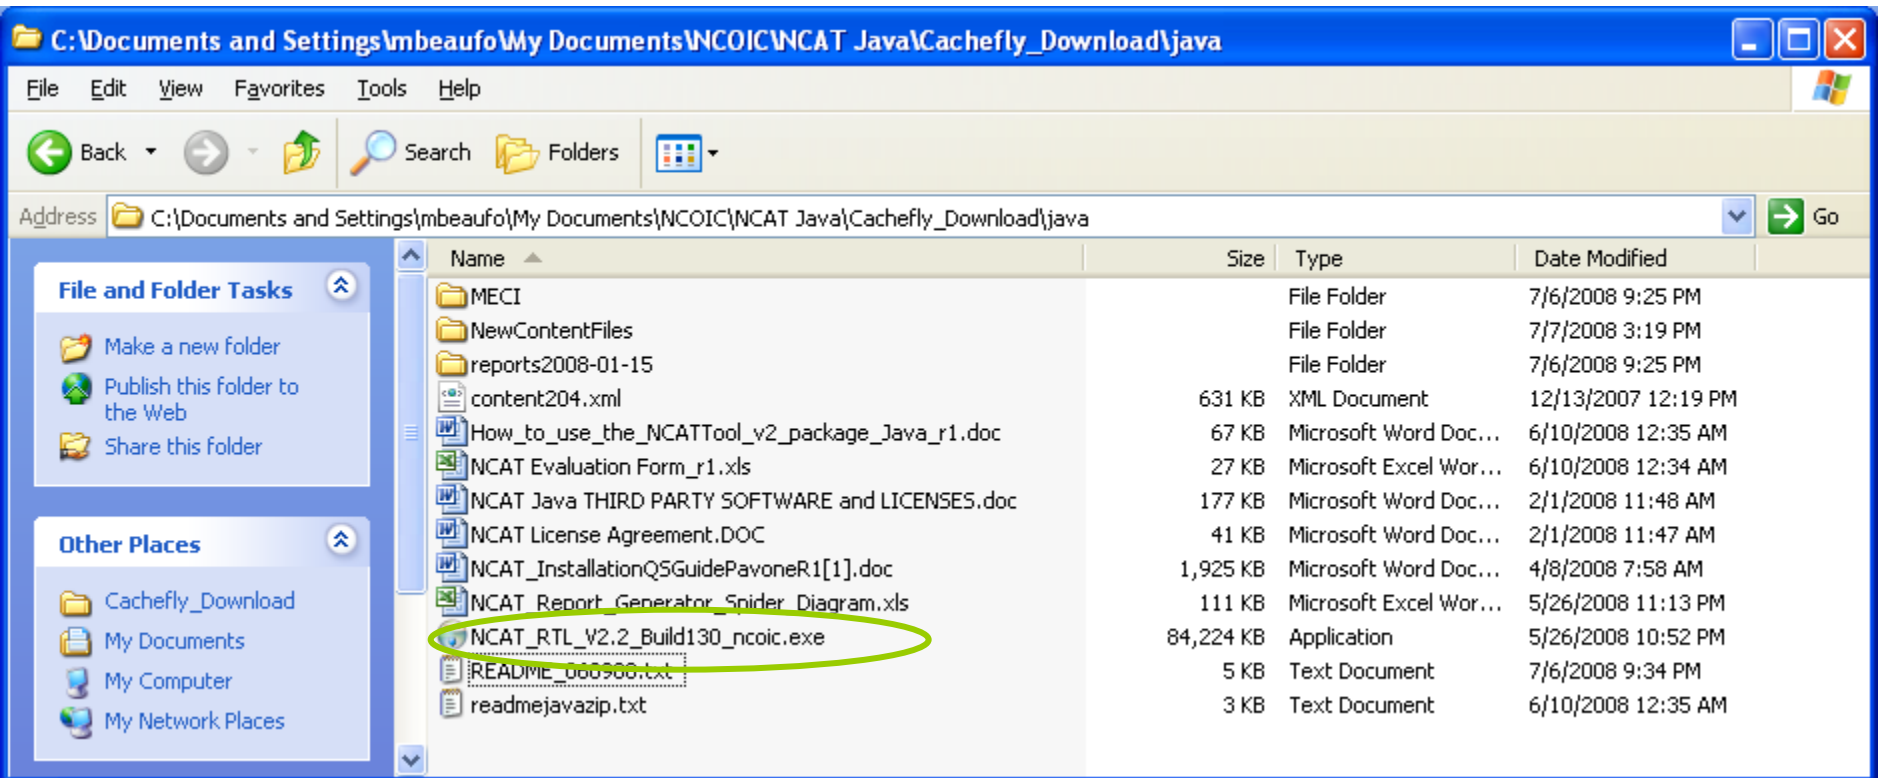 C:\Documents and Settings\mbeaufo\My Documents\NCOIC\NCAT Java\Cachefly_Download\java
File Edit View Favorites Tools Help
Back Search Folders
Address C:\Documents and Settings\mbeaufo\My Documents\NCOIC\NCAT Java\Cachefly_Download\java Go
File and Folder Tasks
Make a new folder
Publish this folder to
the Web
Share this folder
Other Places
Cachefly_Download
My Documents
My Computer
My Network Places
Name Size Type Date Modified
MECI File Folder 7/6/2008 9:25 PM
NewContentFiles File Folder 7/7/2008 3:19 PM
reports2008-01-15 File Folder 7/6/2008 9:25 PM
content204.xml 631 KB XML Document 12/13/2007 12:19 PM
How_to_use_the_NCATTool_v2_package_Java_r1.doc 67 KB Microsoft Word Doc... 6/10/2008 12:35 AM
NCAT Evaluation Form_r1.xls 27 KB Microsoft Excel Wor... 6/10/2008 12:34 AM
NCAT Java THIRD PARTY SOFTWARE and LICENSES.doc 177 KB Microsoft Word Doc... 2/1/2008 11:48 AM
NCAT License Agreement.DOC 41 KB Microsoft Word Doc... 2/1/2008 11:47 AM
NCAT_InstallationQSGuidePavoneR1[1].doc 1,925 KB Microsoft Word Doc... 4/8/2008 7:58 AM
NCAT_Report_Generator_Spider_Diagram.xls 111 KB Microsoft Excel Wor... 5/26/2008 11:13 PM
NCAT_RTL_V2.2_Build130_ncoic.exe 84,224 KB Application 5/26/2008 10:52 PM
5 KB Text Document 7/6/2008 9:34 PM
readmejavazip.txt 3 KB Text Document 6/10/2008 12:35 AM